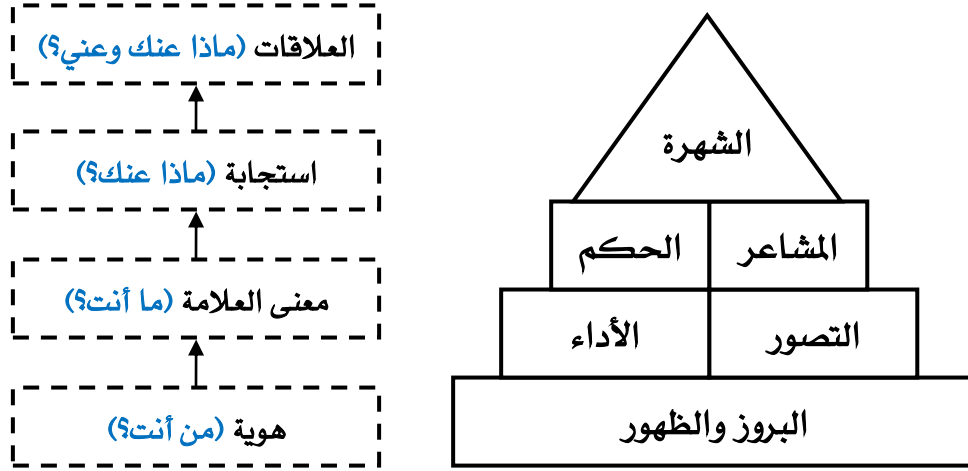 العلاقات (ماذا عنك وعني؟)
استجابة (ماذا عنك؟)
معنى العلامة (ما أنت؟)
هوية (من أنت؟)
الشهرة
المشاعر
الحكم
التصور
الأداء
البروز والظهور